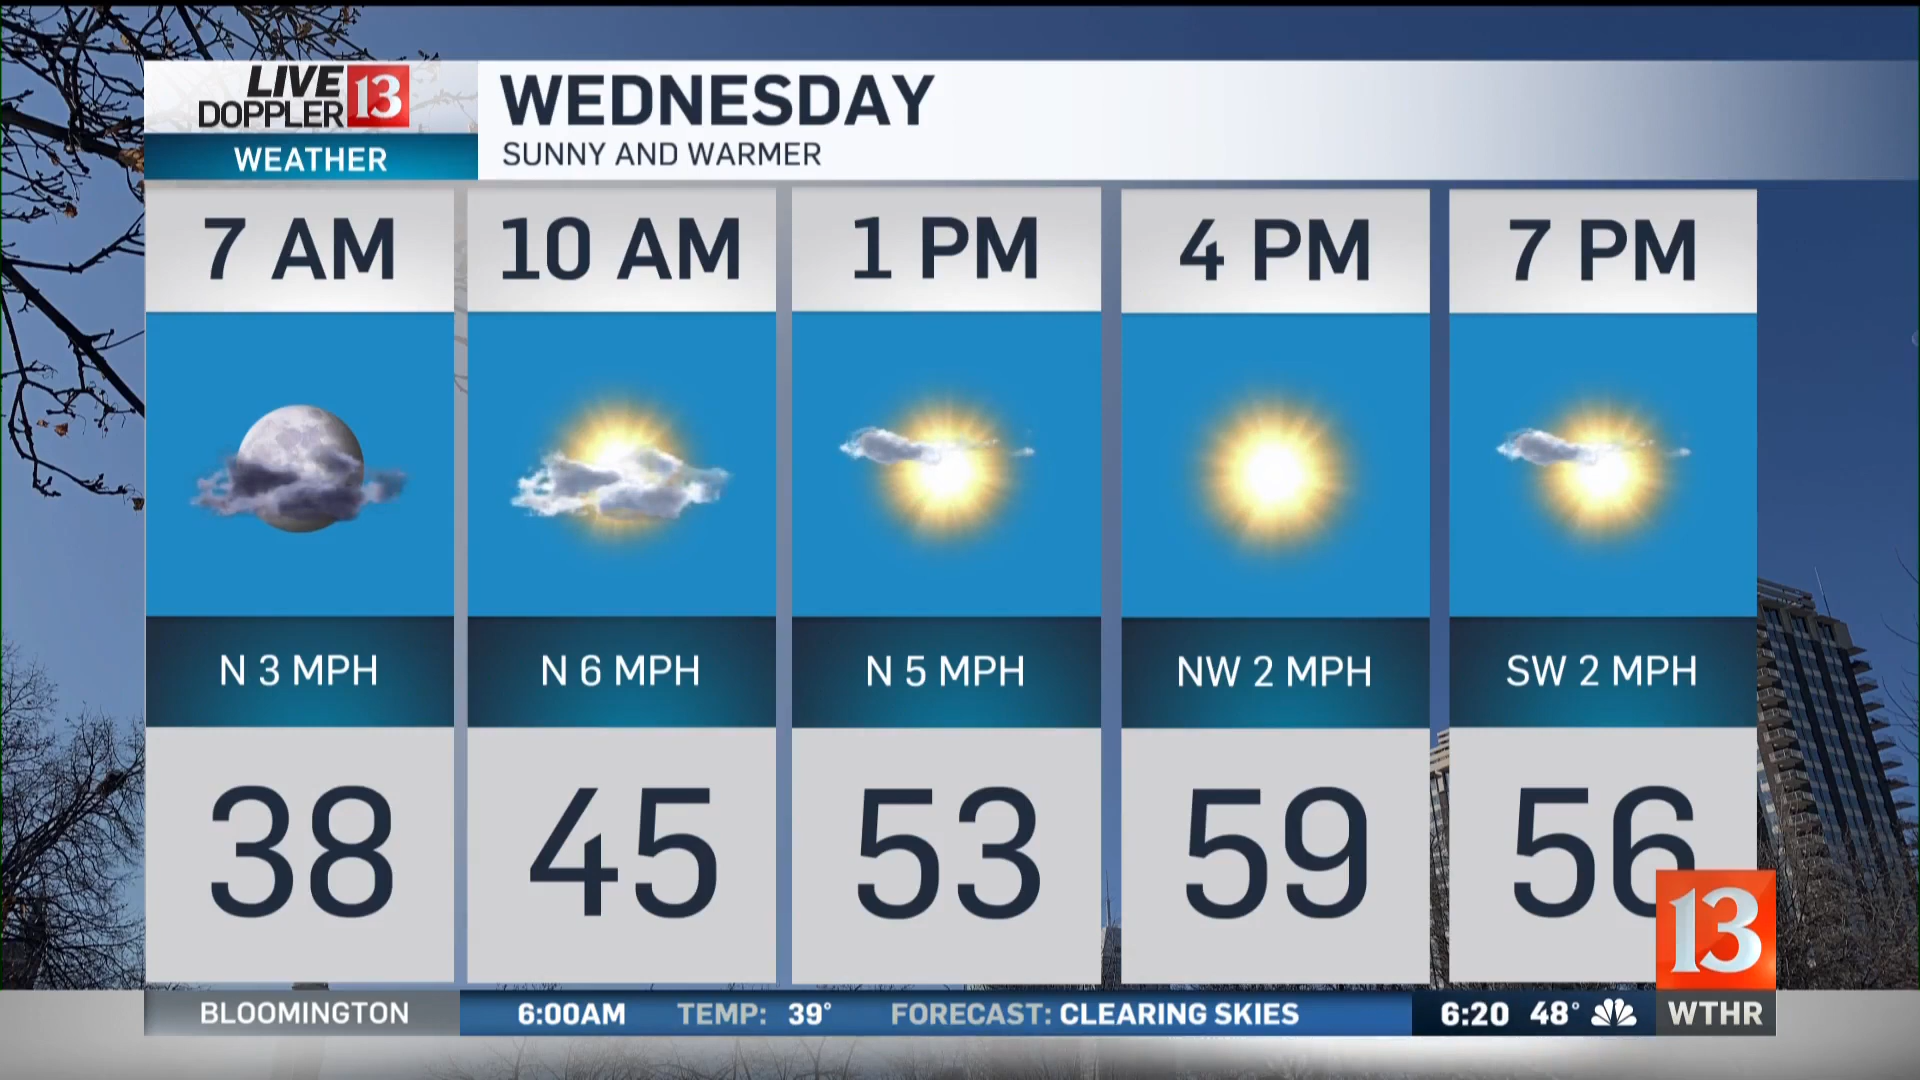 LIVE
DOPPLER 13
WEATHER
WEDNESDAY
SUNNY AND WARMER
7 AM 10 AM 1 PM 4 PM 7 PM
N 3 MPH N 6 MPH N 5 MPH NW 2 MPH SW 2 MPH
38 45 53 59 56
13
BLOOMINGTON 6:00AM TEMP: 39° FORECAST: CLEARING SKIES 6:20 48° WTHR